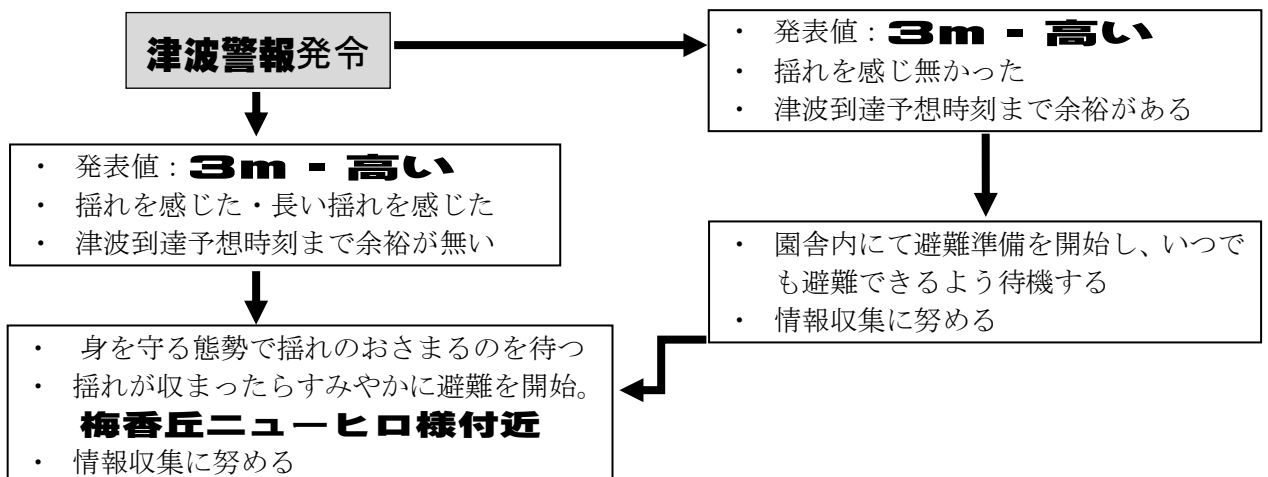 津波警報発令
・ 発表値：3m - 高い
・ 揺れを感じ無かった
・ 津波到達予想時刻まで余裕がある
・ 発表値：3m - 高い
・ 揺れを感じた・長い揺れを感じた
・ 津波到達予想時刻まで余裕が無い
・ 園舎内にて避難準備を開始し、いつで
も避難できるよう待機する
・ 情報収集に努める
・ 身を守る態勢で揺れのおさまるのを待つ
・ 揺れが収まったらすみやかに避難を開始。
梅香丘ニューヒロ様付近
・ 情報収集に努める